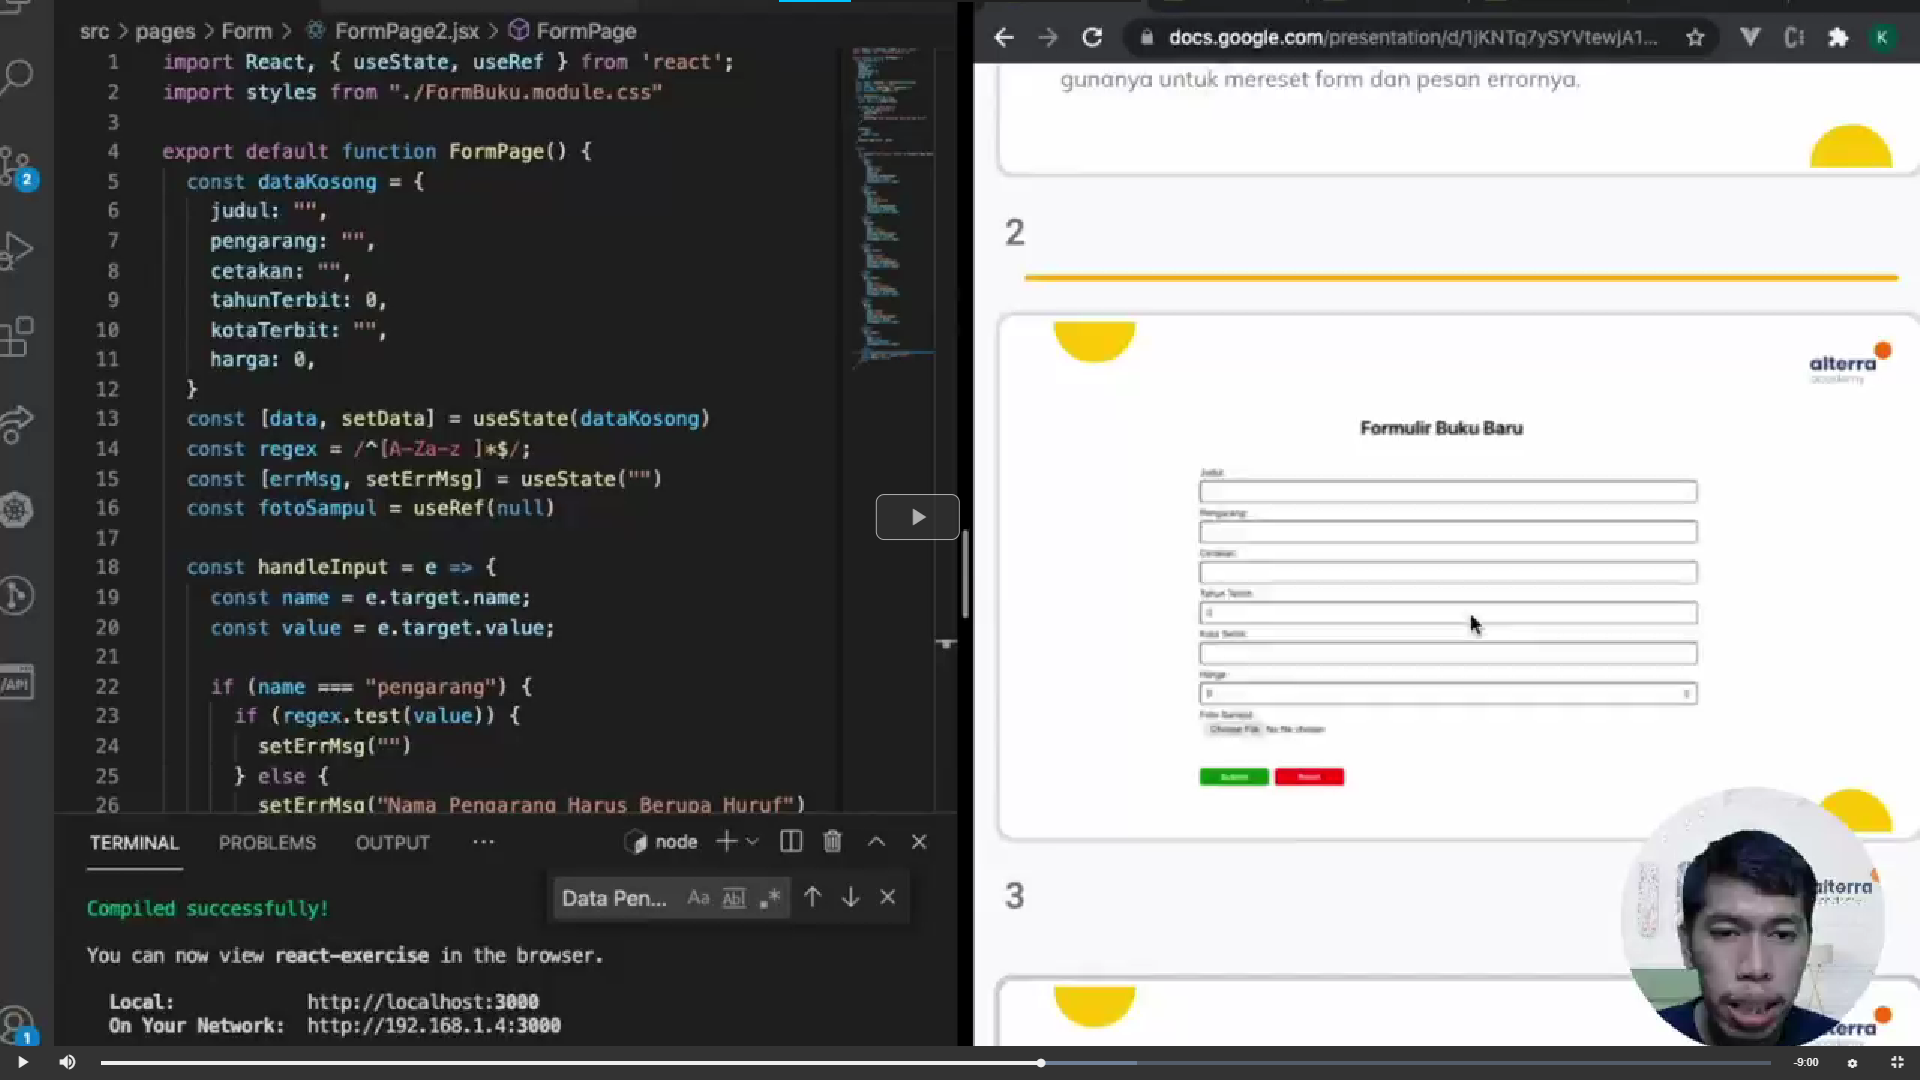 src > pages > Form > FormPage2.jsx > FormPage
1 import React, { useState, useRef } from 'react';
2 import styles from "./FormBuku.module.css"
3
4 export default function FormPage() {
5 const dataKosong = {
6 judul: "",
7 pengarang: "",
8 cetakan: "",
9 tahunTerbit: 0,
10 kotaTerbit: "",
11 harga: 0,
12 }
13 const [data, setData] = useState(dataKosong)
14 const regex = /^[A-Za-z ]*$/;
15 const [errMsg, setErrMsg] = useState("")
16 const fotoSampul = useRef(null)
17
18 const handleInput = e => {
19 const name = e.target.name;
20 const value = e.target.value;
21
22 if (name === "pengarang") {
23 if (regex.test(value)) {
24 setErrMsg("")
25 } else {
26 setErrMsg("Nama Pengarang Harus Berupa Huruf")
2
/API
1
TERMINAL PROBLEMS OUTPUT ··· node
Data Pen... Aa Abl .*
Compiled successfully!
You can now view react-exercise in the browser.
Local: http://localhost:3000
On Your Network: http://192.168.1.4:3000
docs.google.com/presentation/d/1jKNTq7ySYVtewjA1... K
gunanya untuk mereset form dan pesan errornya.
2
alterra
academy
Formulir Buku Baru
Judul:
Pengarang:
Cetakan:
Tahun Terbit:
Kota Terbit:
Harga:
Foto Sampul:
Choose File No file chosen
Submit Reset
3
alterra
alterra
-9:00